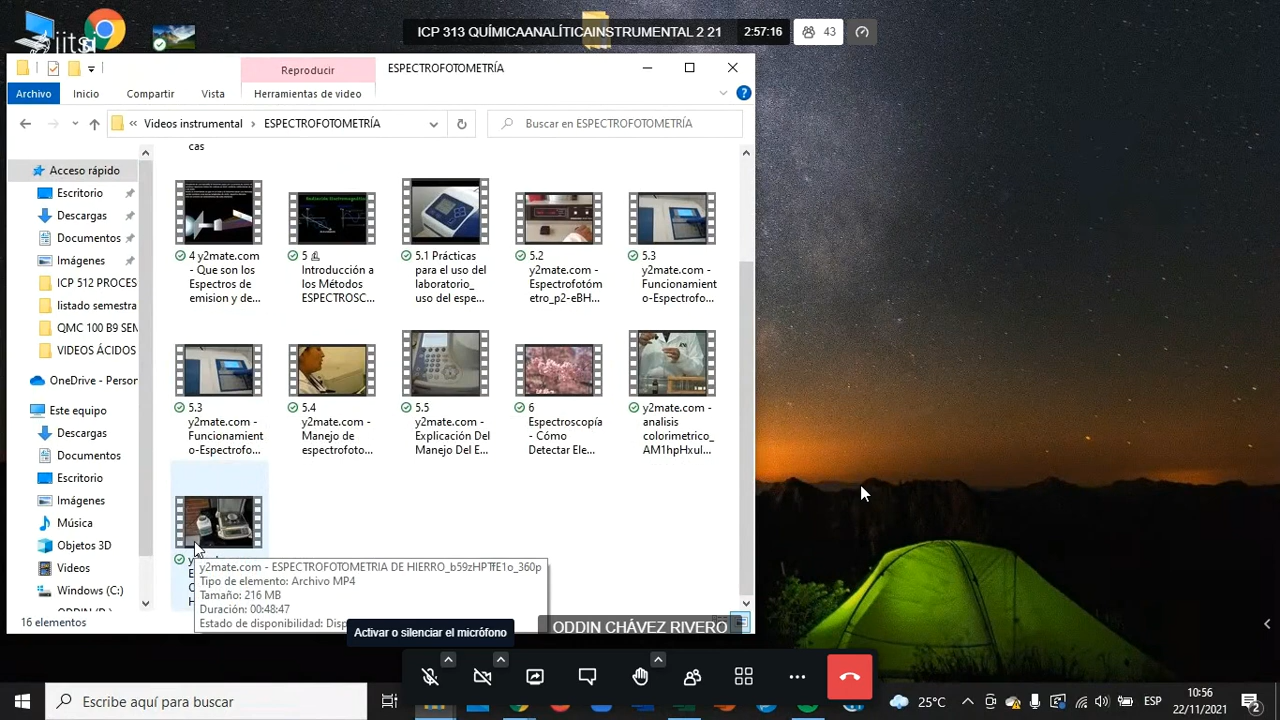 jitsi
ICP 313 QUÍMICAANALÍTICAINSTRUMENTAL 2 21
2:57:16
43
Reproducir
ESPECTROFOTOMETRÍA
Archivo
Inicio
Compartir
Vista
Herramientas de video
Videos instrumental
ESPECTROFOTOMETRÍA
Buscar en ESPECTROFOTOMETRÍA
cas
Acceso rápido
Escritorio
Descargas
Documentos
Imágenes
ICP 512 PROCES
listado semestra
QMC 100 B9 SEM
VIDEOS ÁCIDOS
OneDrive - Person
Este equipo
Descargas
Documentos
Escritorio
Imágenes
Música
Objetos 3D
Videos
Windows (C:)
4 y2mate.com
- Que son los
Espectros de
emision y de...
5
Introducción a
los Métodos
ESPECTROSC...
5.1 Prácticas
para el uso del
laboratorio_
uso del espe...
5.2
y2mate.com -
Espectrofotóm
etro_p2-eBH...
5.3
y2mate.com -
Funcionamient
o-Espectrofo...
5.3
y2mate.com -
Funcionamient
o-Espectrofo...
5.4
y2mate.com -
Manejo de
espectrofoto...
5.5
y2mate.com -
Explicación Del
Manejo Del E...
6
Espectroscopía
- Cómo
Detectar Ele...
y2mate.com -
analisis
colorimetrico_
AM1hpHxul...
y2mate.com - ESPECTROFOTOMETRIA DE HIERRO_b59zHPTfE1o_360p
Tipo de elemento: Archivo MP4
Tamaño: 216 MB
Duración: 00:48:47
Estado de disponibilidad: Disp
16 elementos
Activar o silenciar el micrófono
ODDIN CHÁVEZ RIVERO
Escribe aquí para buscar
25°C
ESP
10:56
22/11/2021
2